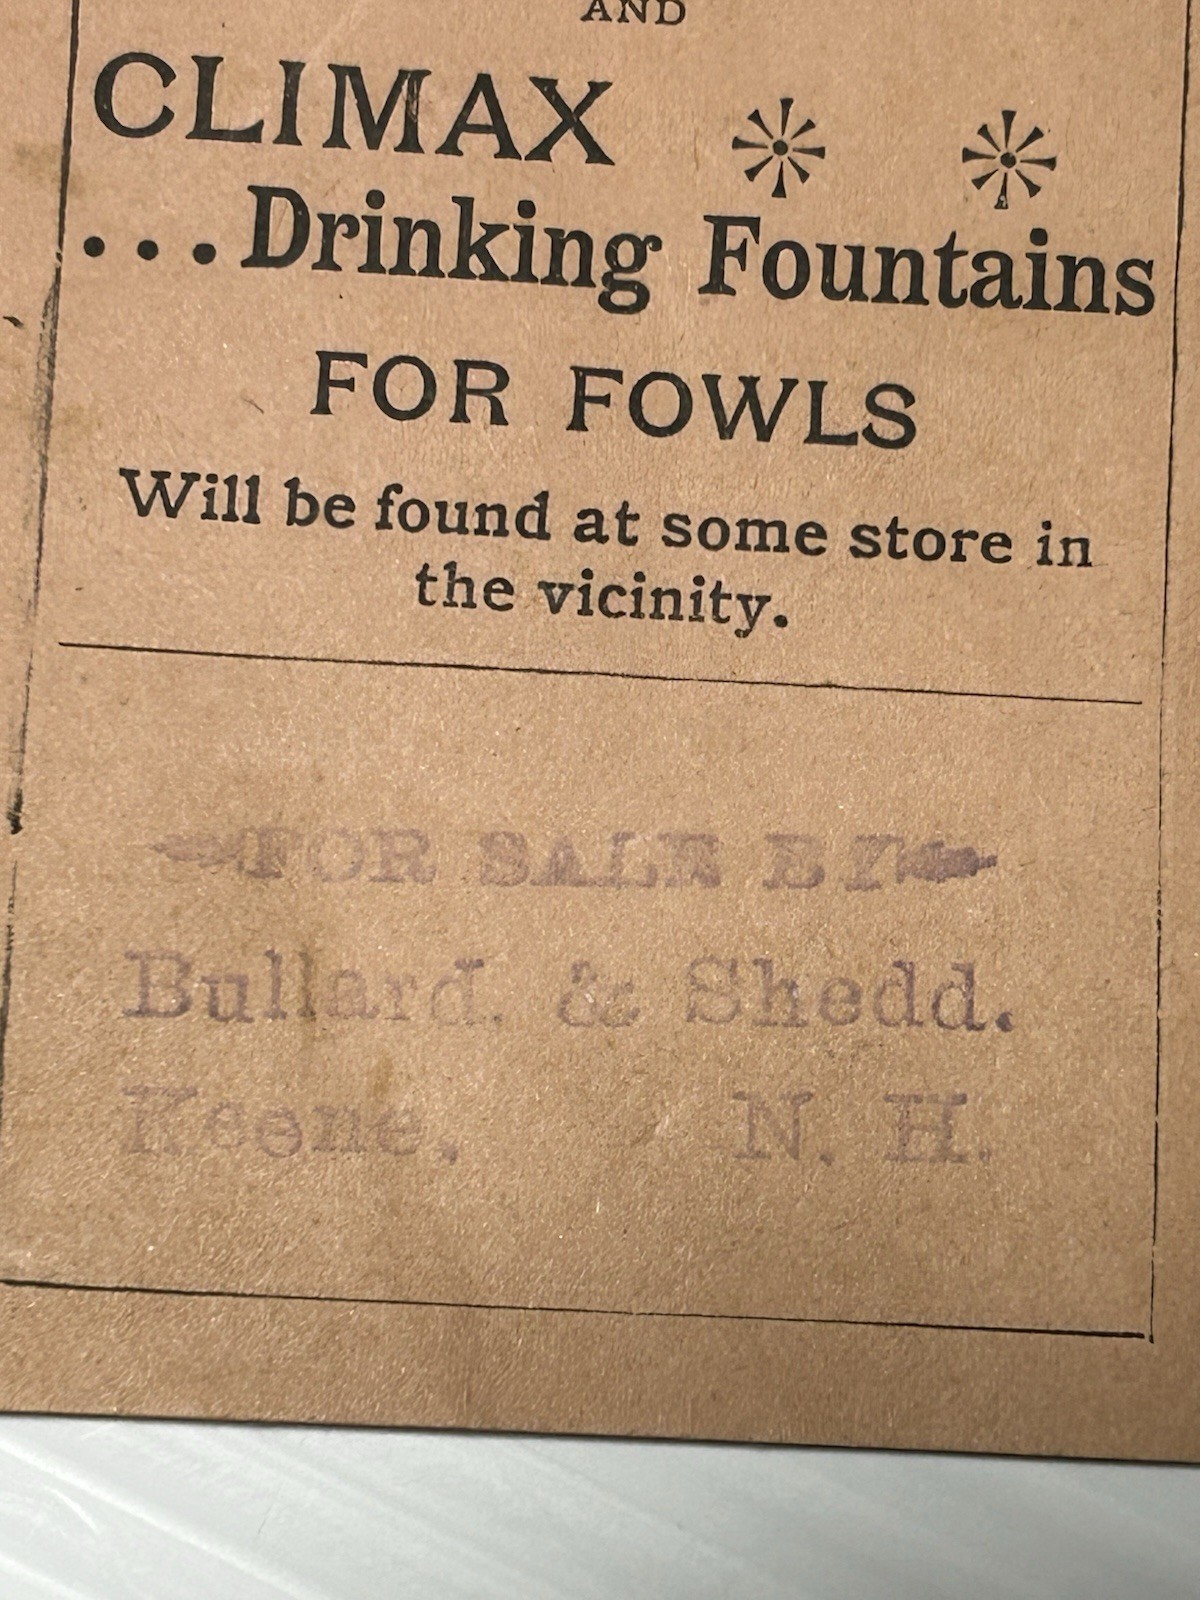 AND
CLIMAX
...Drinking Fountains
FOR FOWLS
Will be found at some store in
the vicinity.
FOR SALE BY
Bullard. & Shedd.
Keene. N. H.